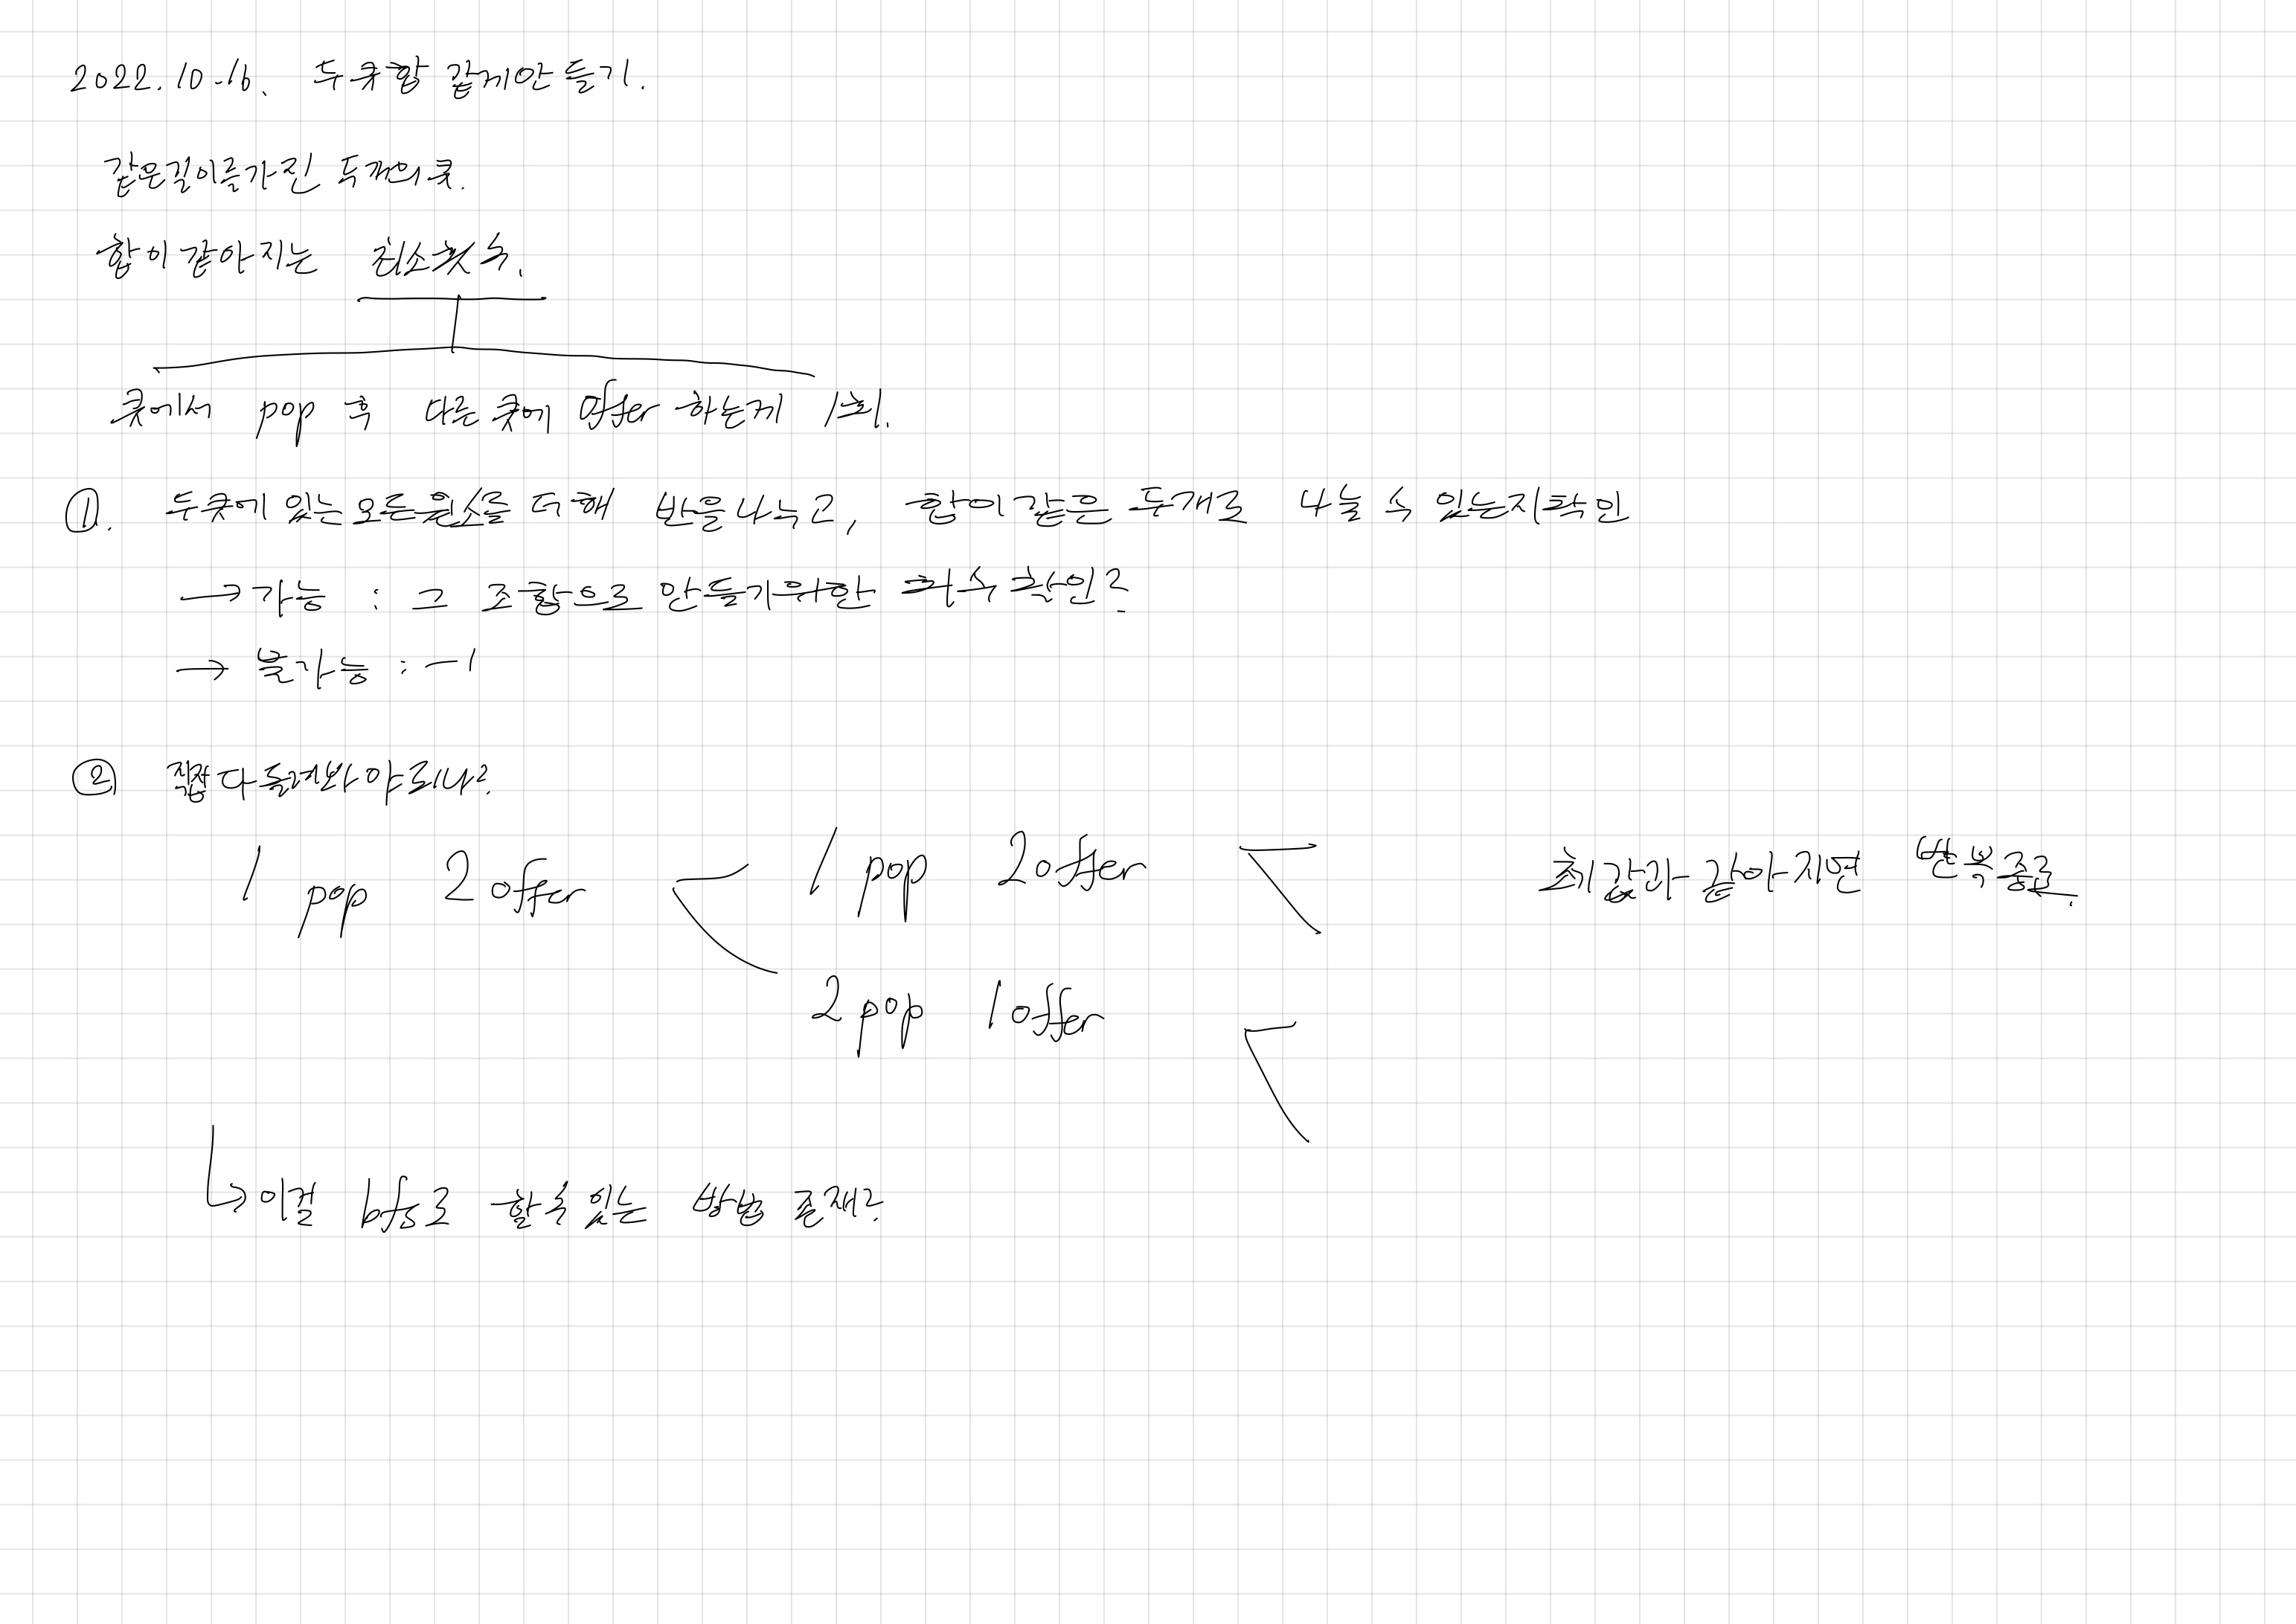 2022.10.16. 두 큐 합 같게 만들기.
같은 길이를 가진 두개의 큐.
합이 같아지는 최소횟수.
큐에서 pop 후 다른 큐에 offer 하는게 1회.
①. 두 큐에 있는 모든 원소를 더해 반을 나누고, 합이 같은 두개로 나눌 수 있는지 확인
→ 가능 : 그 조합으로 만들기위한 횟수 확인?
→ 불가능 : -1
② 직접 다 돌려봐야 되나?
1 pop 2 offer 1 pop 2 offer 초기값과 같아지면 반복종료.
2 pop 1 offer
↳ 이걸 bfs로 할 수 있는 방법 존재?